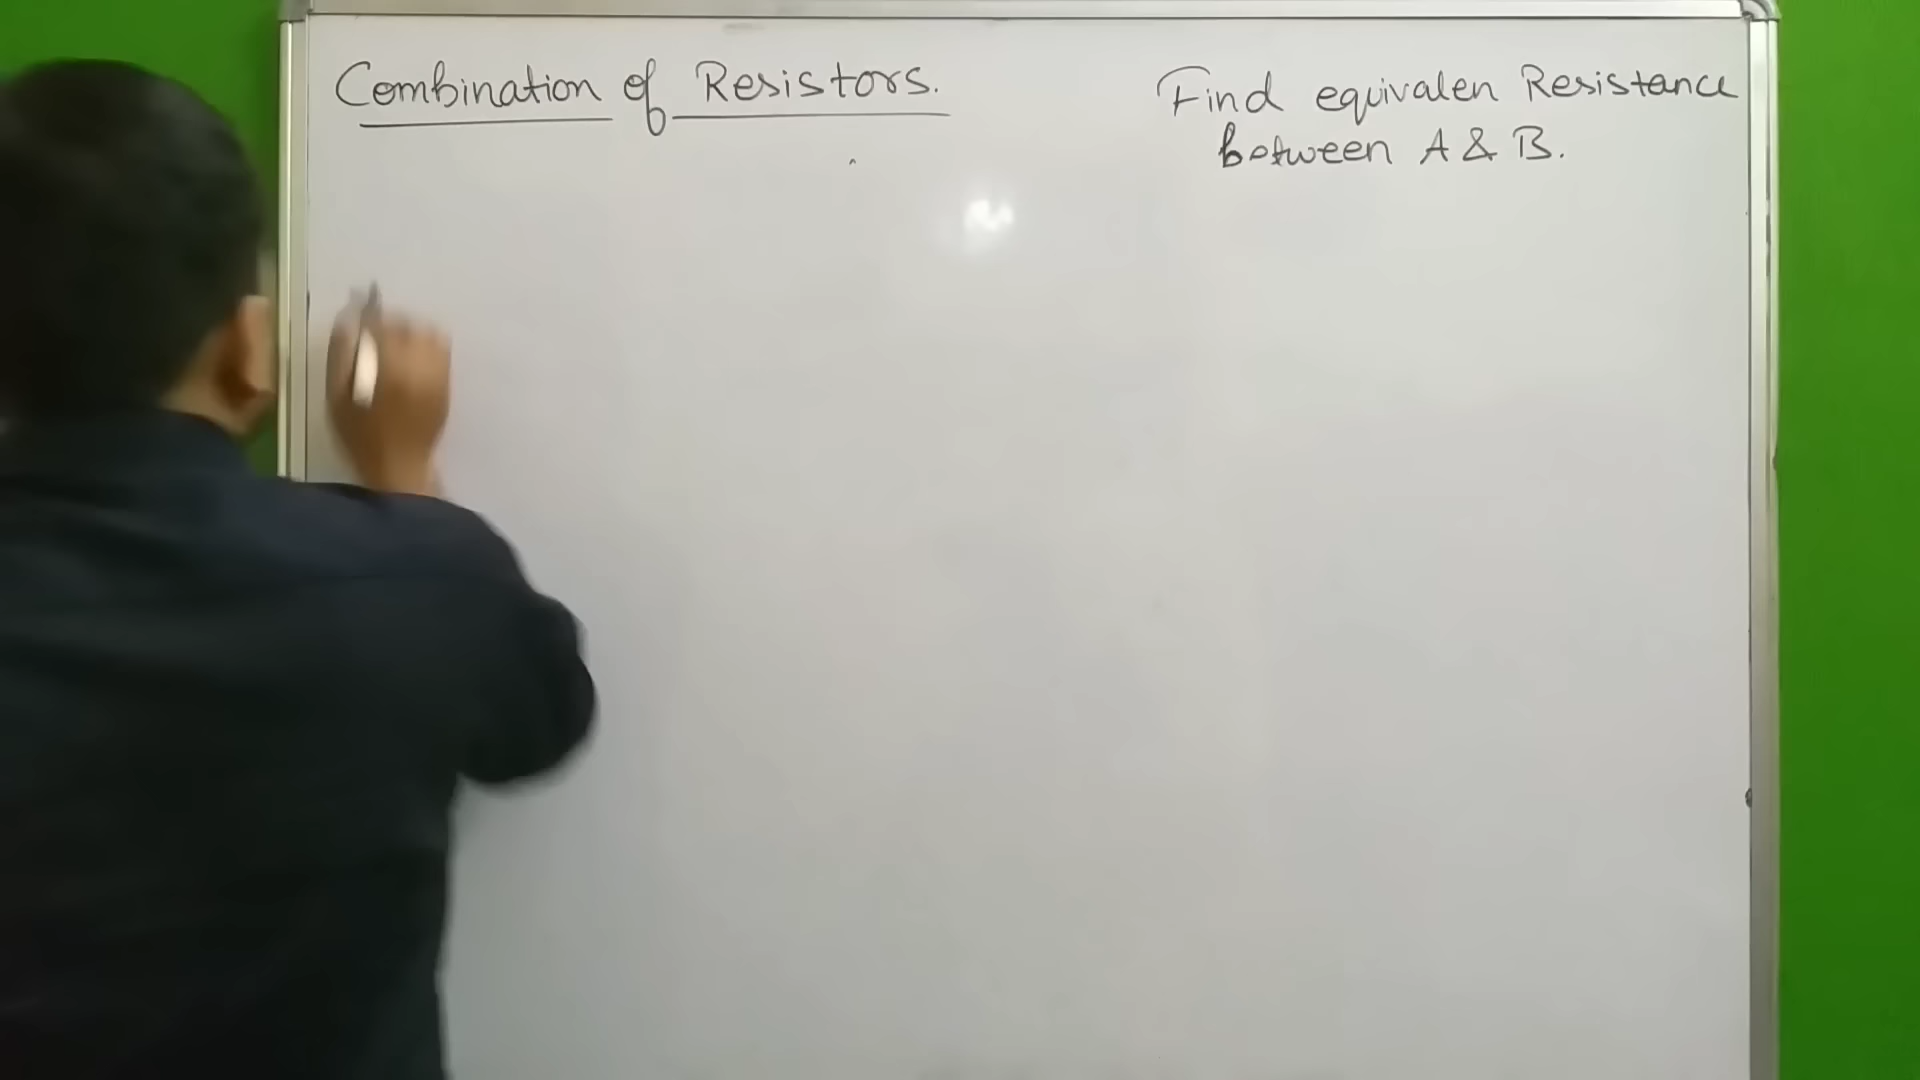 Combination of Resistors.
Find equivalen Resistance
between A & B.